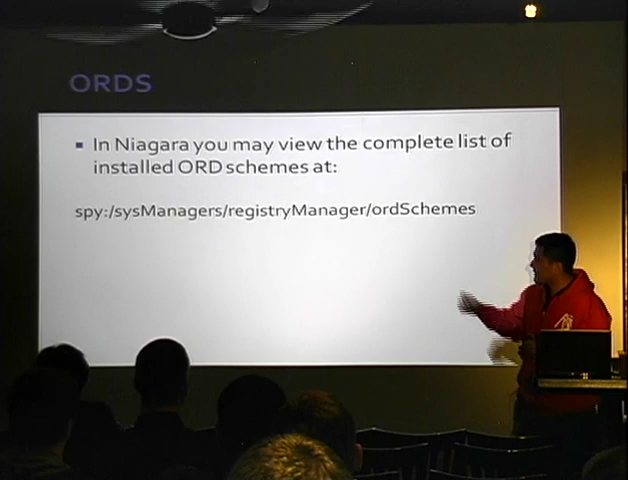 ORDS
In Niagara you may view the complete list of
installed ORD schemes at:
spy:/sysManagers/registryManager/ordSchemes